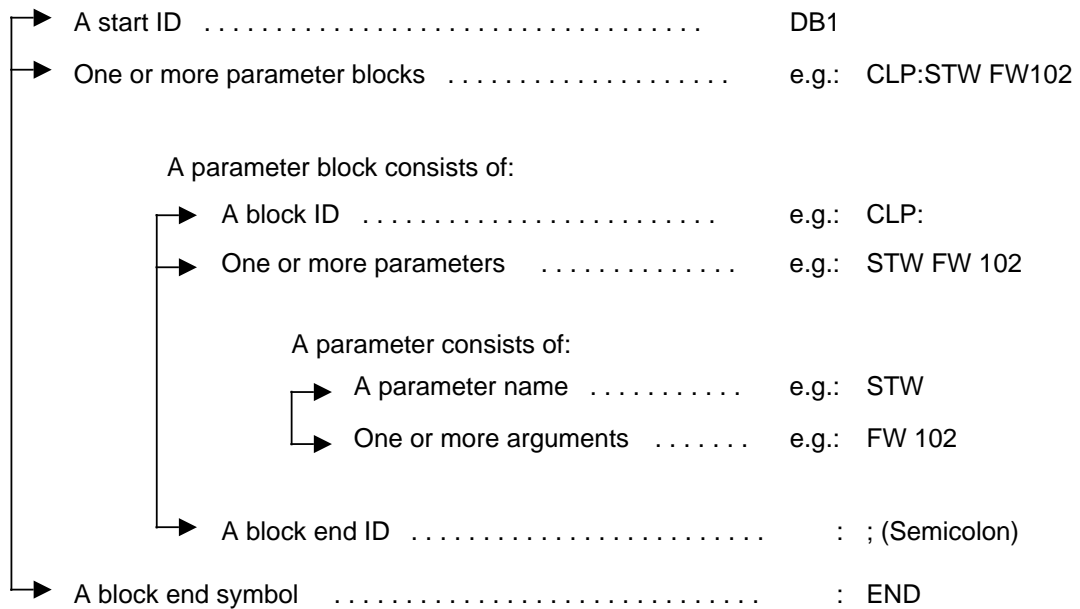 A start ID . . . . . . . . . . . . . . . . . . . . . . . . . . . . . . . . . . . DB1
One or more parameter blocks . . . . . . . . . . . . . . . . . . . . e.g.: CLP:STW FW102
A parameter block consists of:
A block ID . . . . . . . . . . . . . . . . . . . . . . . . . e.g.: CLP:
One or more parameters . . . . . . . . . . . . . . e.g.: STW FW 102
A parameter consists of:
A parameter name . . . . . . . . . . . e.g.: STW
One or more arguments . . . . . . . e.g.: FW 102
A block end ID . . . . . . . . . . . . . . . . . . . . . . . . . : ; (Semicolon)
A block end symbol . . . . . . . . . . . . . . . . . . . . . . . . . . . . . . : END